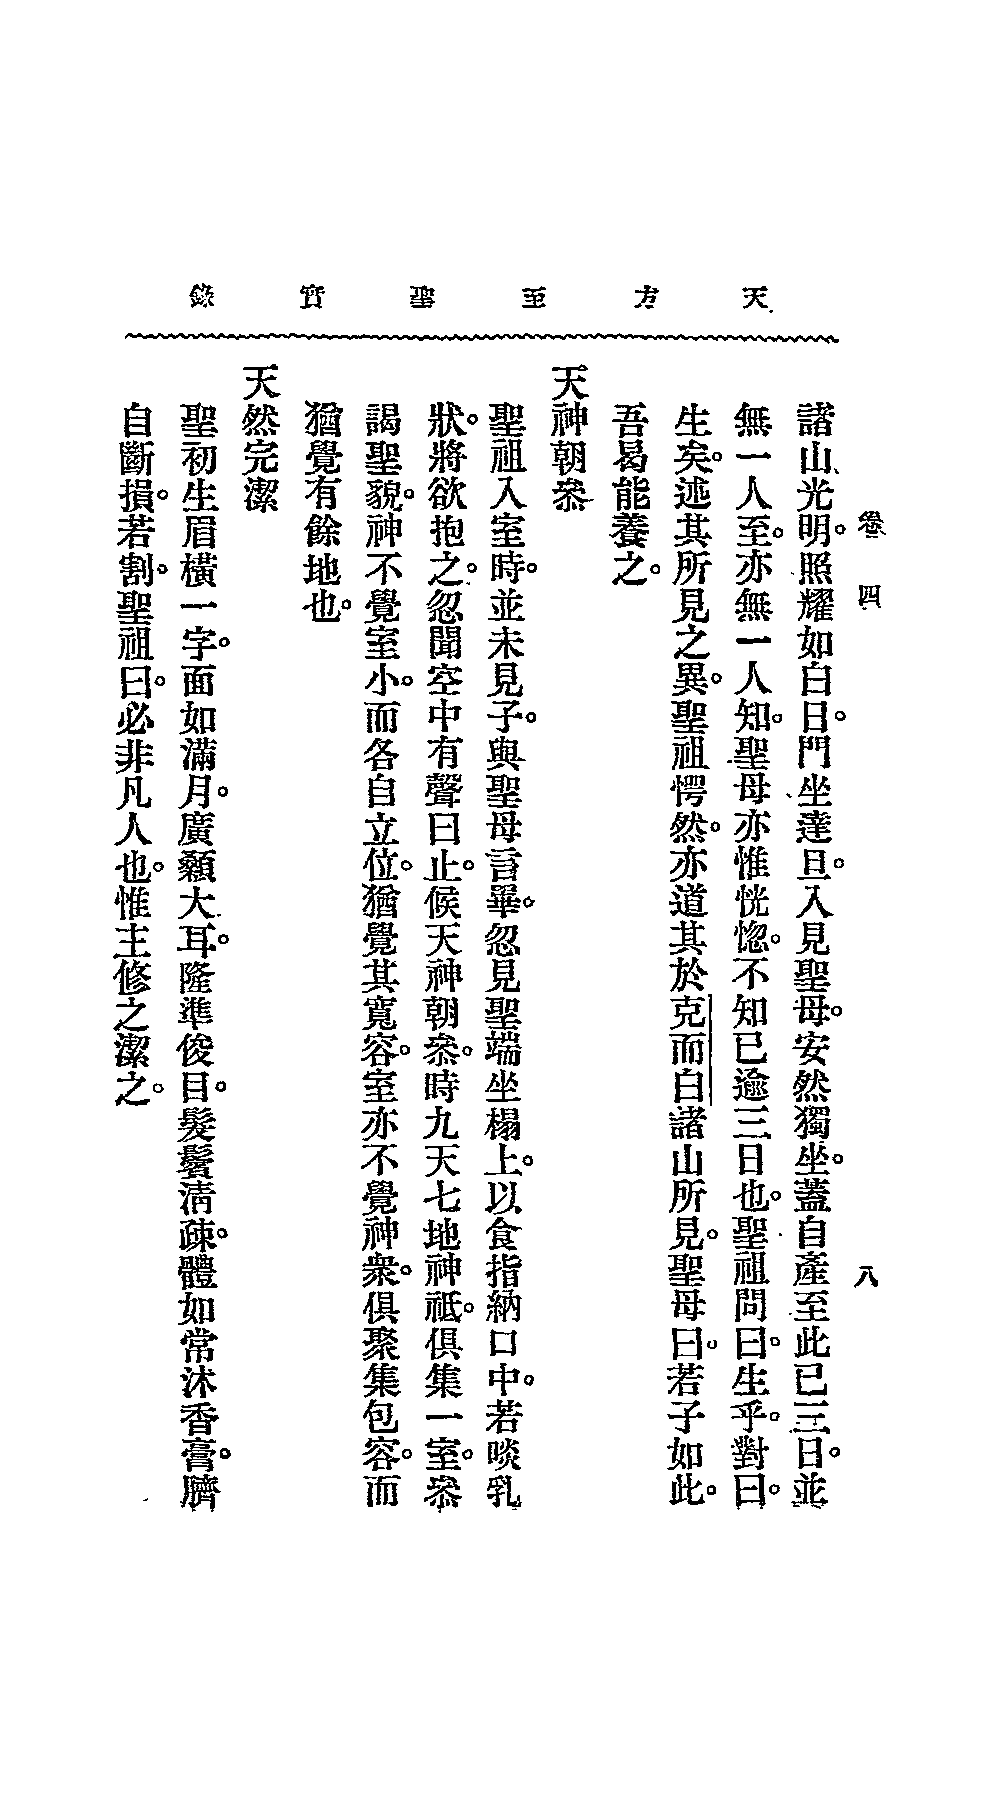 天方至聖實錄
卷四 八
諸山光明。照耀如白日。門坐達旦。入見聖母。安然獨坐。蓋自產至此已三日。並
無一人至。亦無一人知。聖母亦惟恍惚。不知已逾三日也。聖祖問曰。生乎。對曰。
生矣。述其所見之異。聖祖愕然。亦道其於克而白諸山所見。聖母曰。若子如此。
吾曷能養之。
天神朝叅
聖祖入室時。並未見子。與聖母言畢。忽見聖端坐榻上。以食指納口中。若啖乳
狀。將欲抱之。忽聞空中有聲曰止。候天神朝叅。時九天七地神祗。俱集一室。叅
謁聖貌。神不覺室小。而各自立位。猶覺其寬容。室亦不覺神衆。俱聚集包容。而
猶覺有餘地也。
天然完潔
聖初生眉橫一字。面如滿月。廣顙大耳。隆準俊目。髮鬢淸疎。體如常沐香膏。臍
自斷損。若割。聖祖曰。必非凡人也。惟主修之潔之。